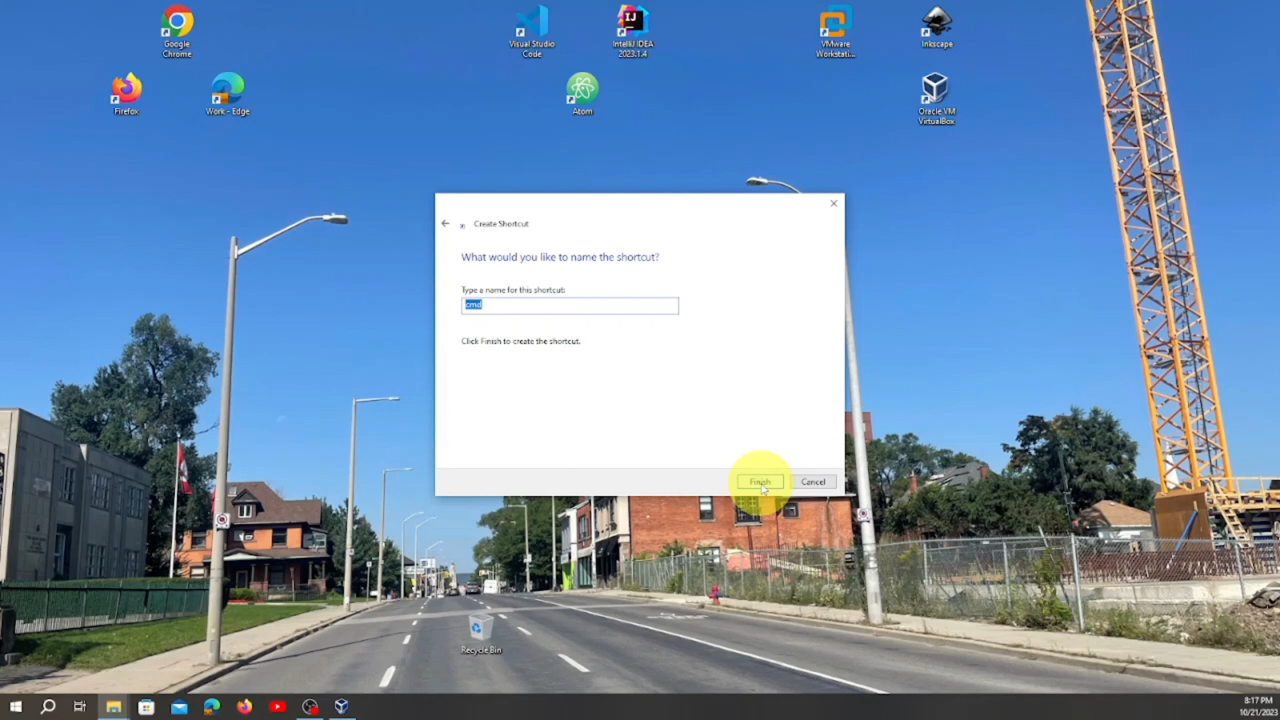 Google
Chrome
Visual Studio
Code
IntelliJ IDEA
2023.1.4
VMware
Workstati...
Inkscape
Firefox
Work - Edge
Atom
Oracle VM
VirtualBox
Create Shortcut
What would you like to name the shortcut?
Type a name for this shortcut:
cmd
Click Finish to create the shortcut.
Finish
Cancel
Recycle Bin
8:17 PM
10/21/2023